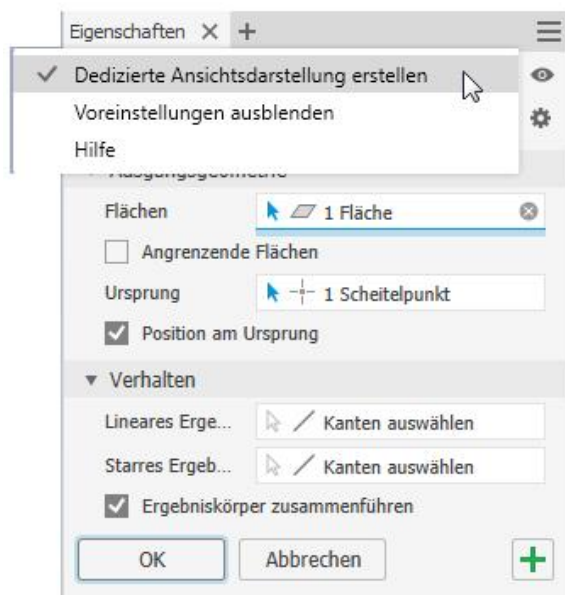 Eigenschaften
Dedizierte Ansichtsdarstellung erstellen
Voreinstellungen ausblenden
Hilfe
Ausgangsgeometrie
Flächen 1 Fläche
Angrenzende Flächen
Ursprung 1 Scheitelpunkt
Position am Ursprung
Verhalten
Lineares Erge... Kanten auswählen
Starres Ergeb... Kanten auswählen
Ergebniskörper zusammenführen
OK Abbrechen